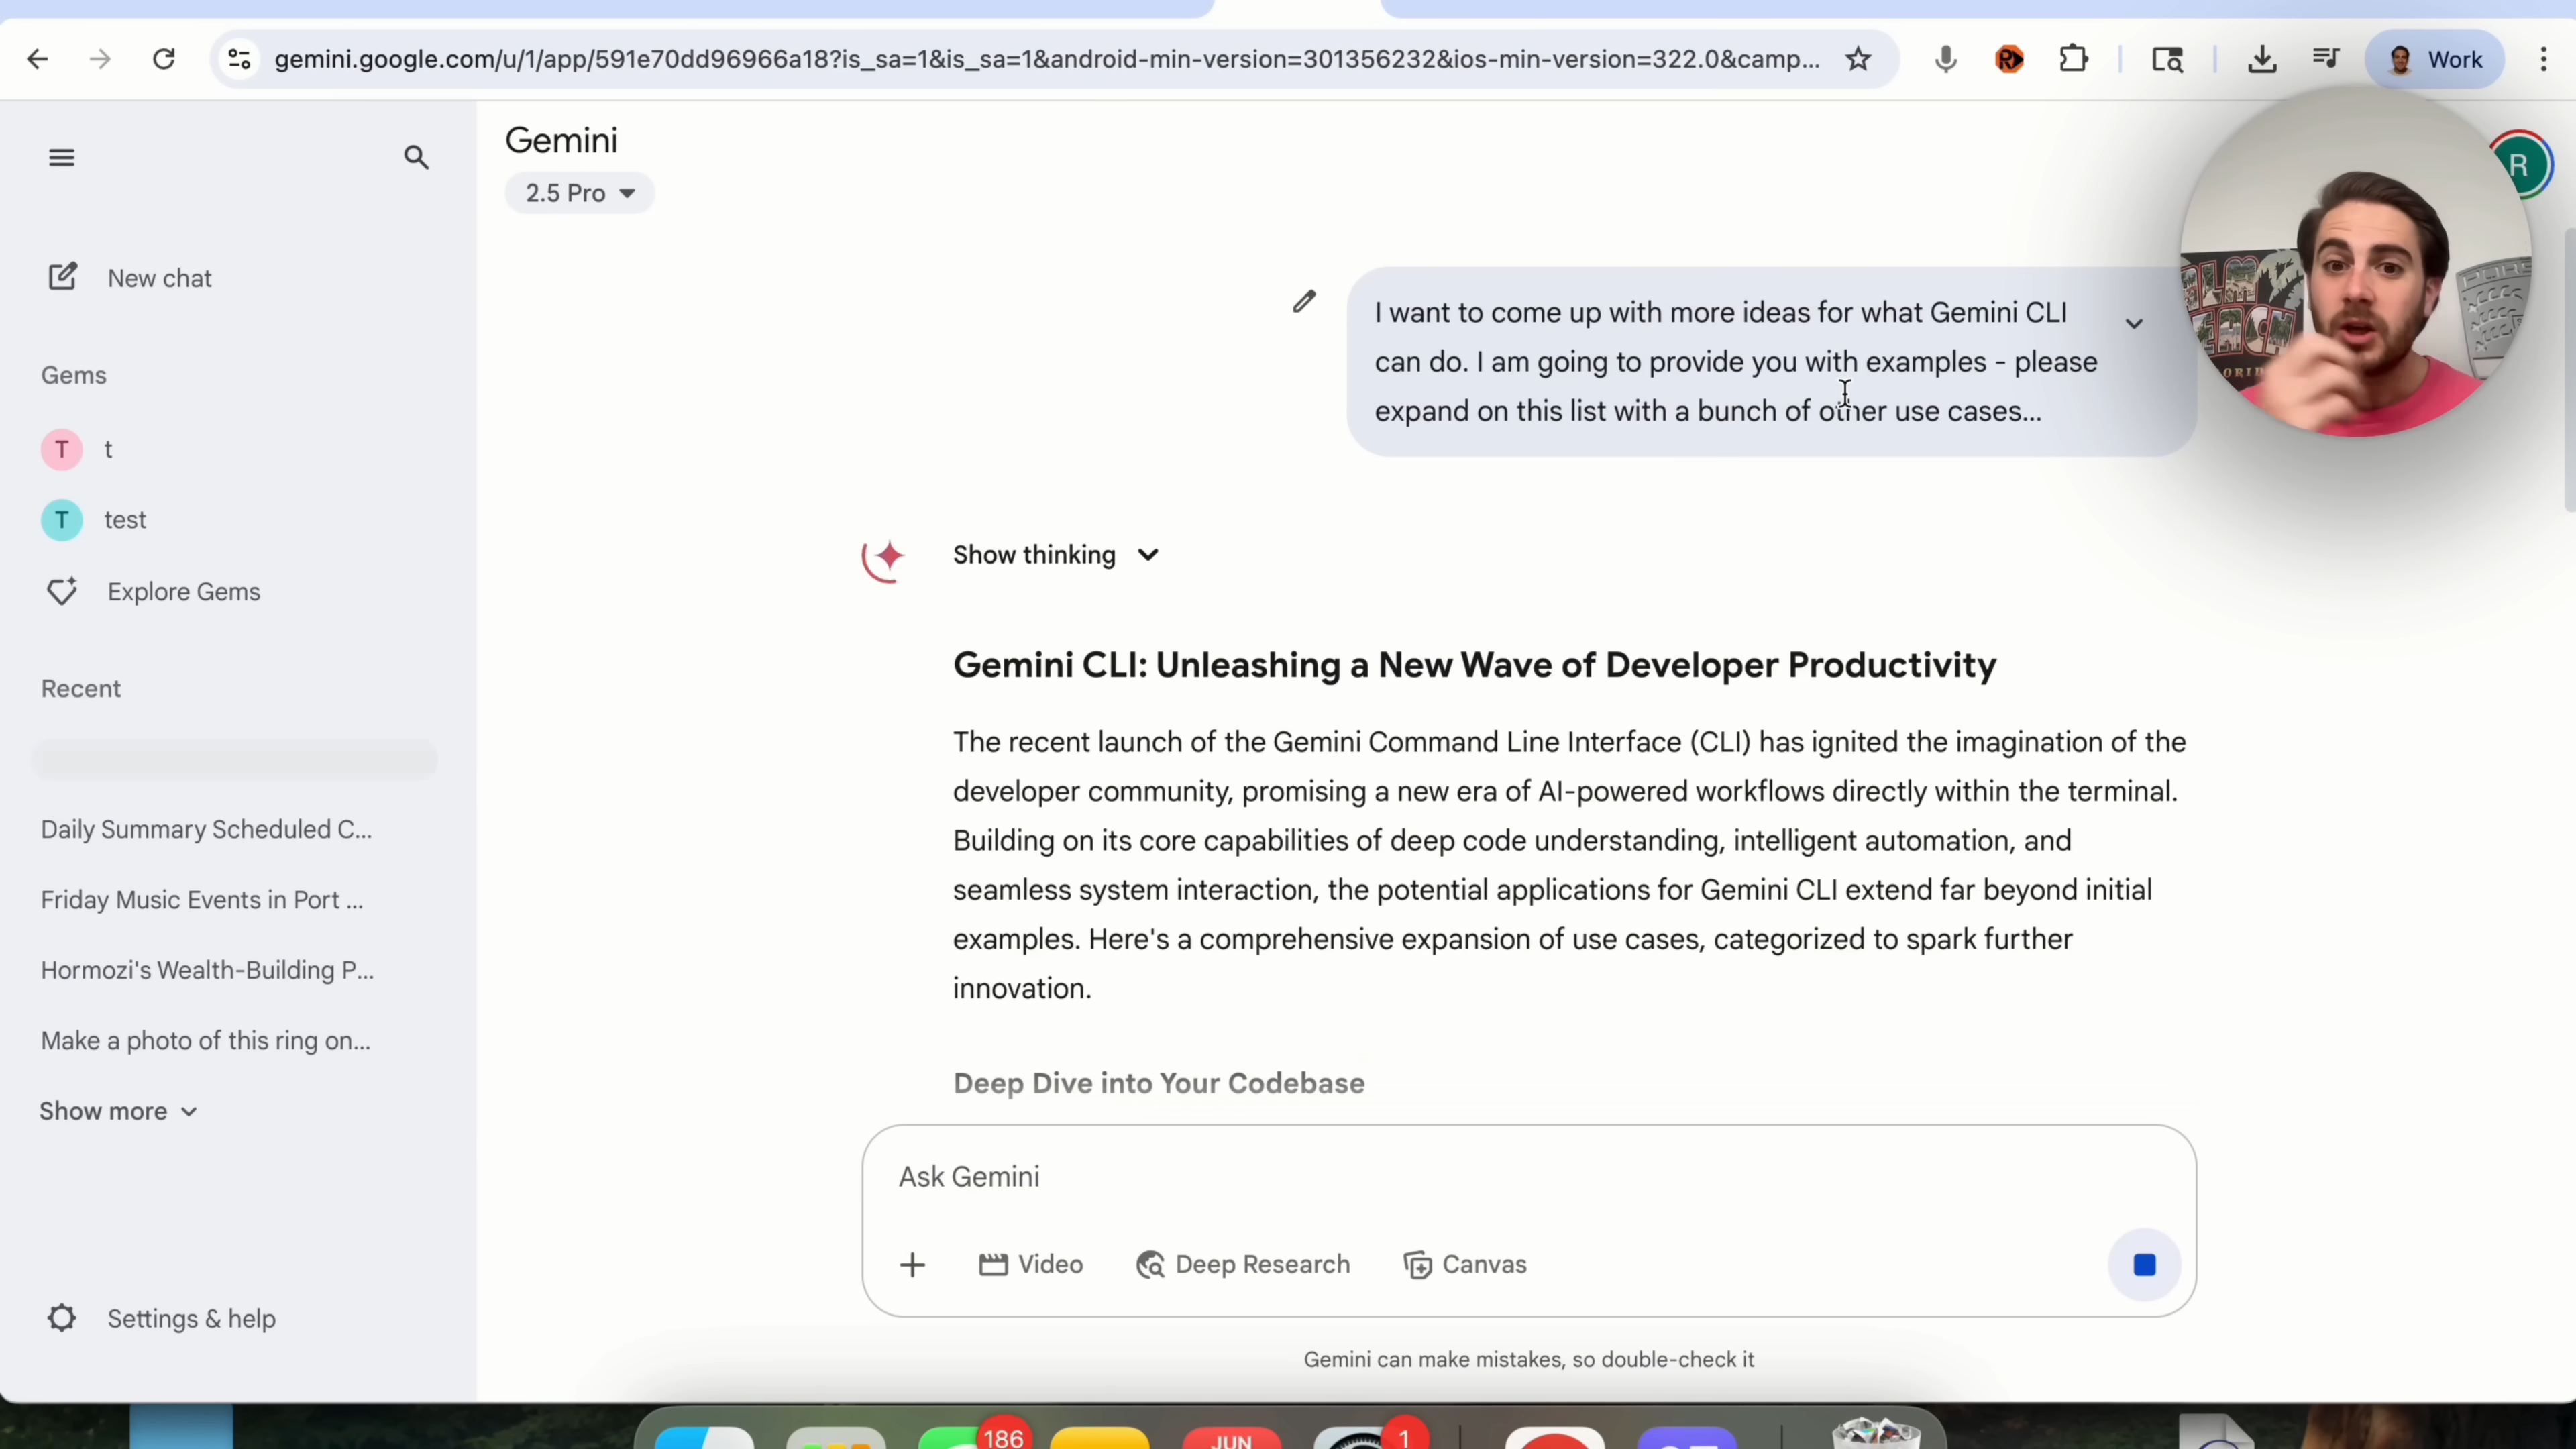 gemini.google.com/u/1/app/591e70dd96966a18?is_sa=1&is_sa=1&android-min-version=301356232&ios-min-version=322.0&camp...
Work
Gemini
2.5 Pro
R
New chat
Gems
T t
T test
Explore Gems
Recent
Daily Summary Scheduled C...
Friday Music Events in Port ...
Hormozi's Wealth-Building P...
Make a photo of this ring on...
Show more
Settings & help
I want to come up with more ideas for what Gemini CLI
can do. I am going to provide you with examples - please
expand on this list with a bunch of other use cases...
Show thinking
Gemini CLI: Unleashing a New Wave of Developer Productivity
The recent launch of the Gemini Command Line Interface (CLI) has ignited the imagination of the
developer community, promising a new era of AI-powered workflows directly within the terminal.
Building on its core capabilities of deep code understanding, intelligent automation, and
seamless system interaction, the potential applications for Gemini CLI extend far beyond initial
examples. Here's a comprehensive expansion of use cases, categorized to spark further
innovation.
Deep Dive into Your Codebase
Ask Gemini
Video
Deep Research
Canvas
Gemini can make mistakes, so double-check it
186
JUN
1